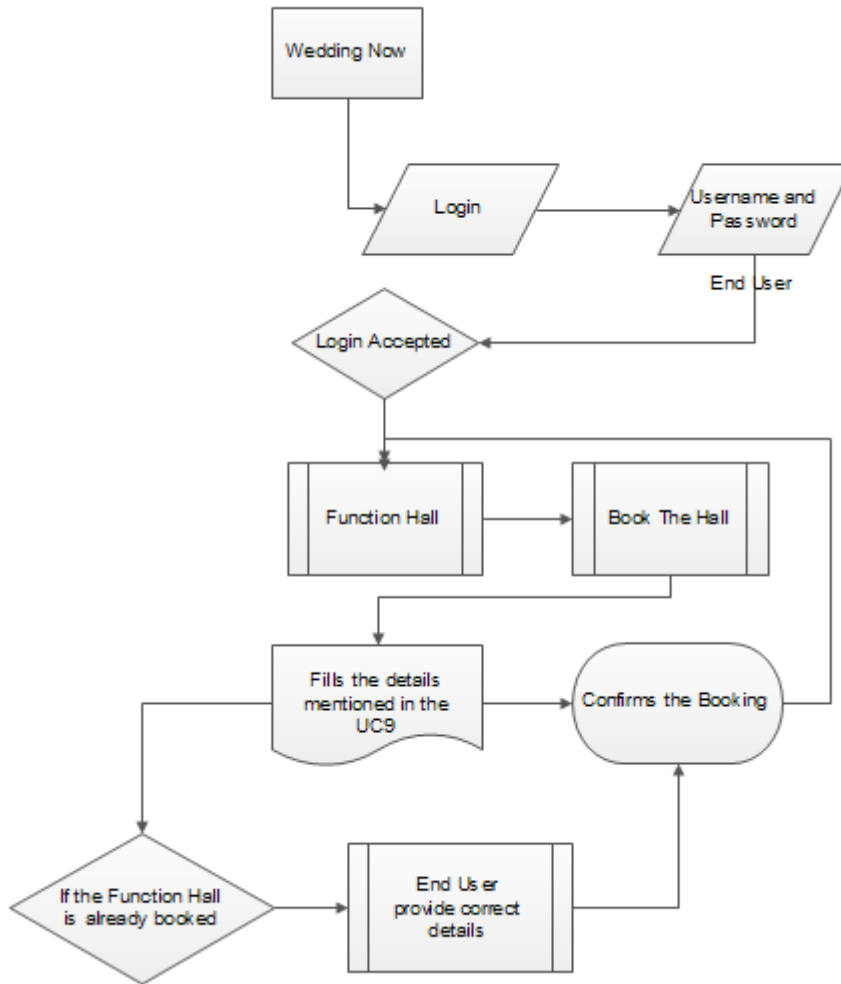 Wedding Now
Login
Username and
Password
End User
Login Accepted
Function Hall
Book The Hall
Fills the details
mentioned in the
UC9
Confirms the Booking
If the Function Hall
is already booked
End User
provide correct
details